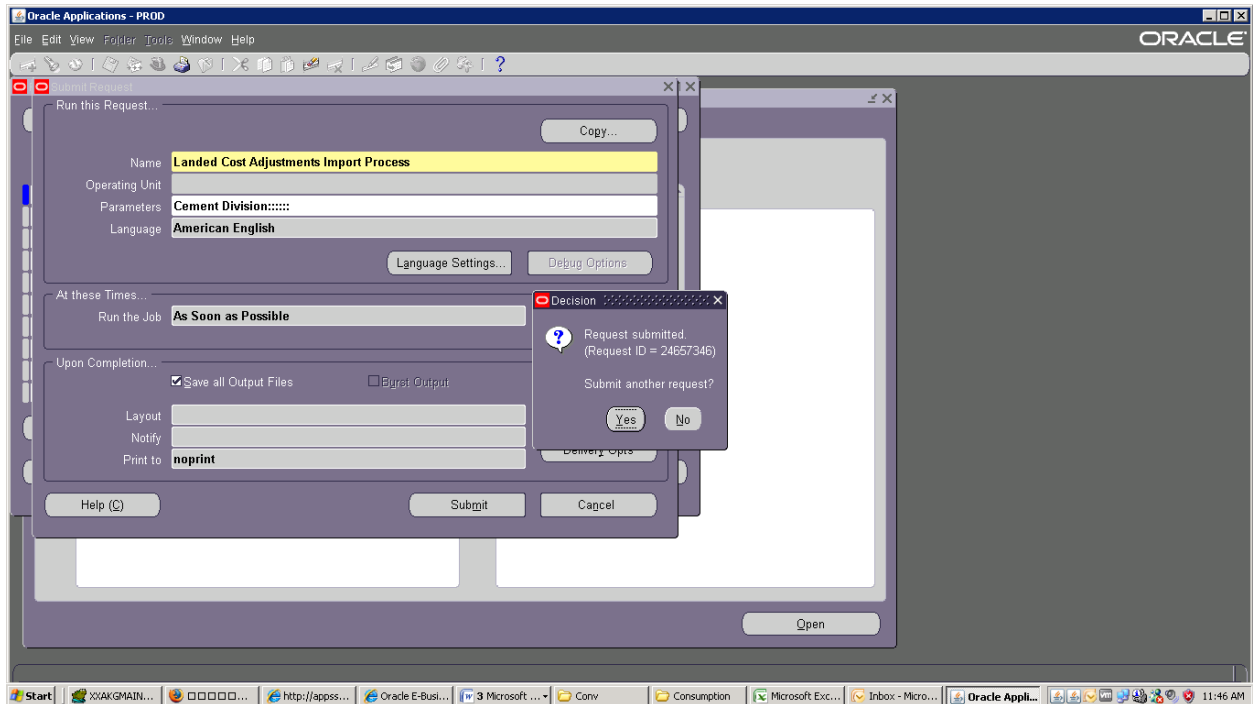 Oracle Applications - PROD
File Edit View Folder Tools Window Help
ORACLE
Submit Request
Run this Request...
Copy...
Name Landed Cost Adjustments Import Process
Operating Unit
Parameters Cement Division::::::
Language American English
Language Settings... Debug Options
At these Times...
Run the Job As Soon as Possible
Decision
Request submitted.
(Request ID = 24657346)
Submit another request?
Yes No
Upon Completion...
Save all Output Files Burst Output
Layout
Notify
Print to noprint
Delivery Opts
Help (C) Submit Cancel
Open
Start XXAKGMAIN... http://appss... Oracle E-Busi... 3 Microsoft ... Conv Consumption Microsoft Exc... Inbox - Micro... Oracle Appli... 11:46 AM